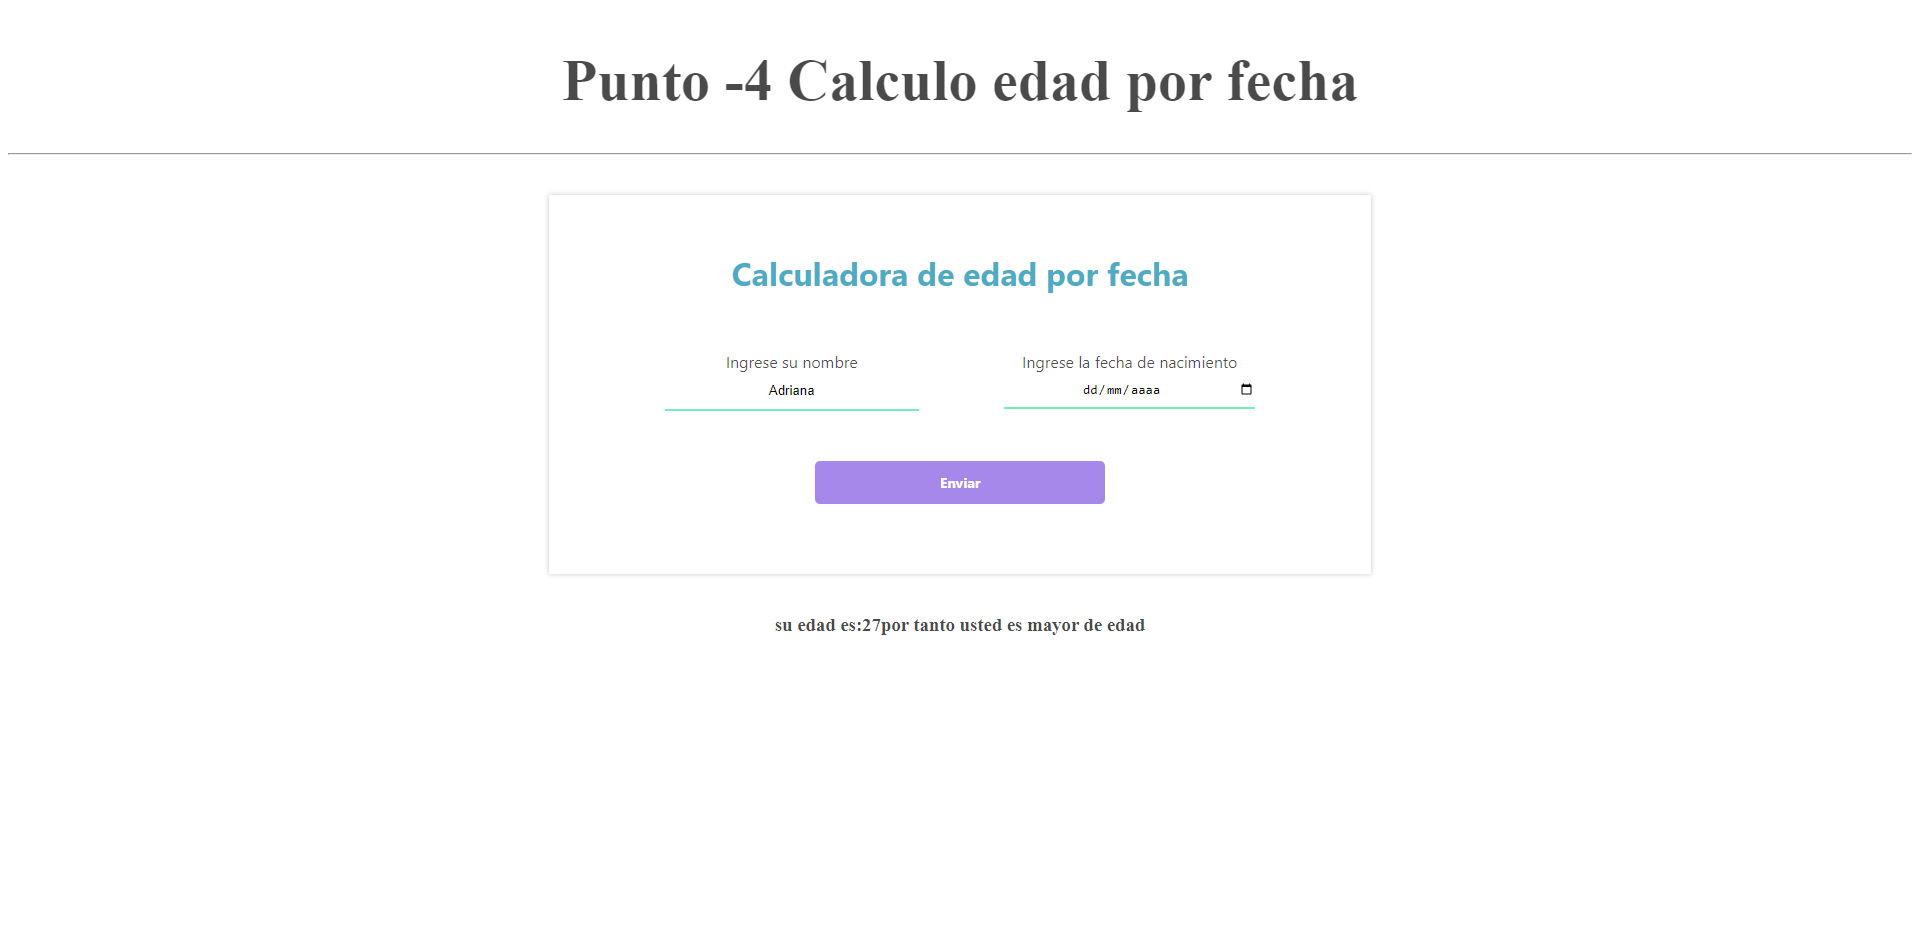 Punto -4 Calculo edad por fecha
Calculadora de edad por fecha
Ingrese su nombre
Adriana
Ingrese la fecha de nacimiento
dd/mm/aaaa
Enviar
su edad es:27por tanto usted es mayor de edad